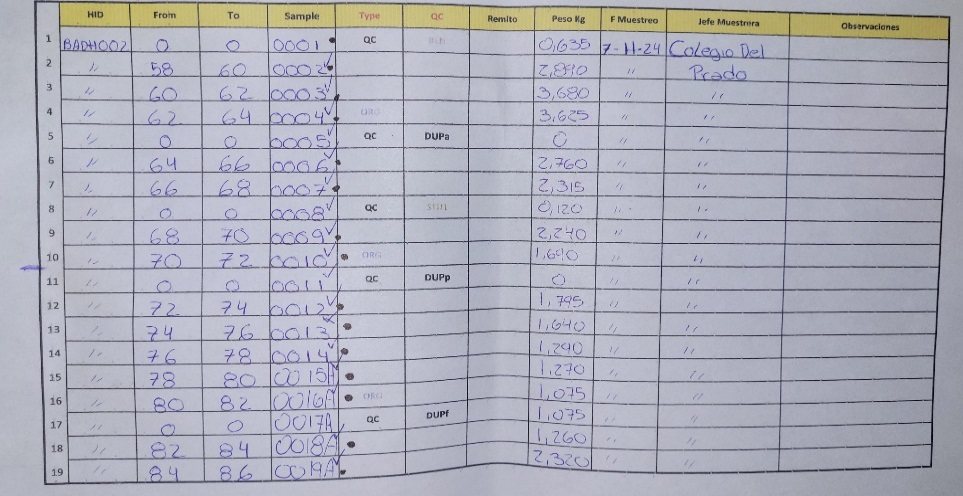 HID From To Sample Type QC Remito Peso Kg F Muestreo Jefe Muestrera Observaciones
1 BADH002 0 0 0001 QC 0,635 7-11-24 Colegio Del
2 " 58 60 0002 2,890 " Prado
3 " 60 62 0003 3,680 " "
4 " 62 64 0004 ORG 3,625 " "
5 " 0 0 0005 QC DUPa 0 " "
6 " 64 66 0006 2,760 " "
7 " 66 68 0007 2,315 " "
8 " 0 0 0008 QC 0,120 " "
9 " 68 70 0009 2,240 " "
10 " 70 72 0010 ORG 1,690 " "
11 " 0 0 0011 QC DUPp 0 " "
12 " 72 74 0012 1,795 " "
13 " 74 76 0013 1,640 " "
14 " 76 78 0014 1,290 " "
15 " 78 80 0015A 1,270 " "
16 " 80 82 0016A ORG 1,075 " "
17 " 0 0 0017A QC DUPf 1,075 " "
18 " 82 84 0018A 1,260 " "
19 " 84 86 0019A 2,320 " "